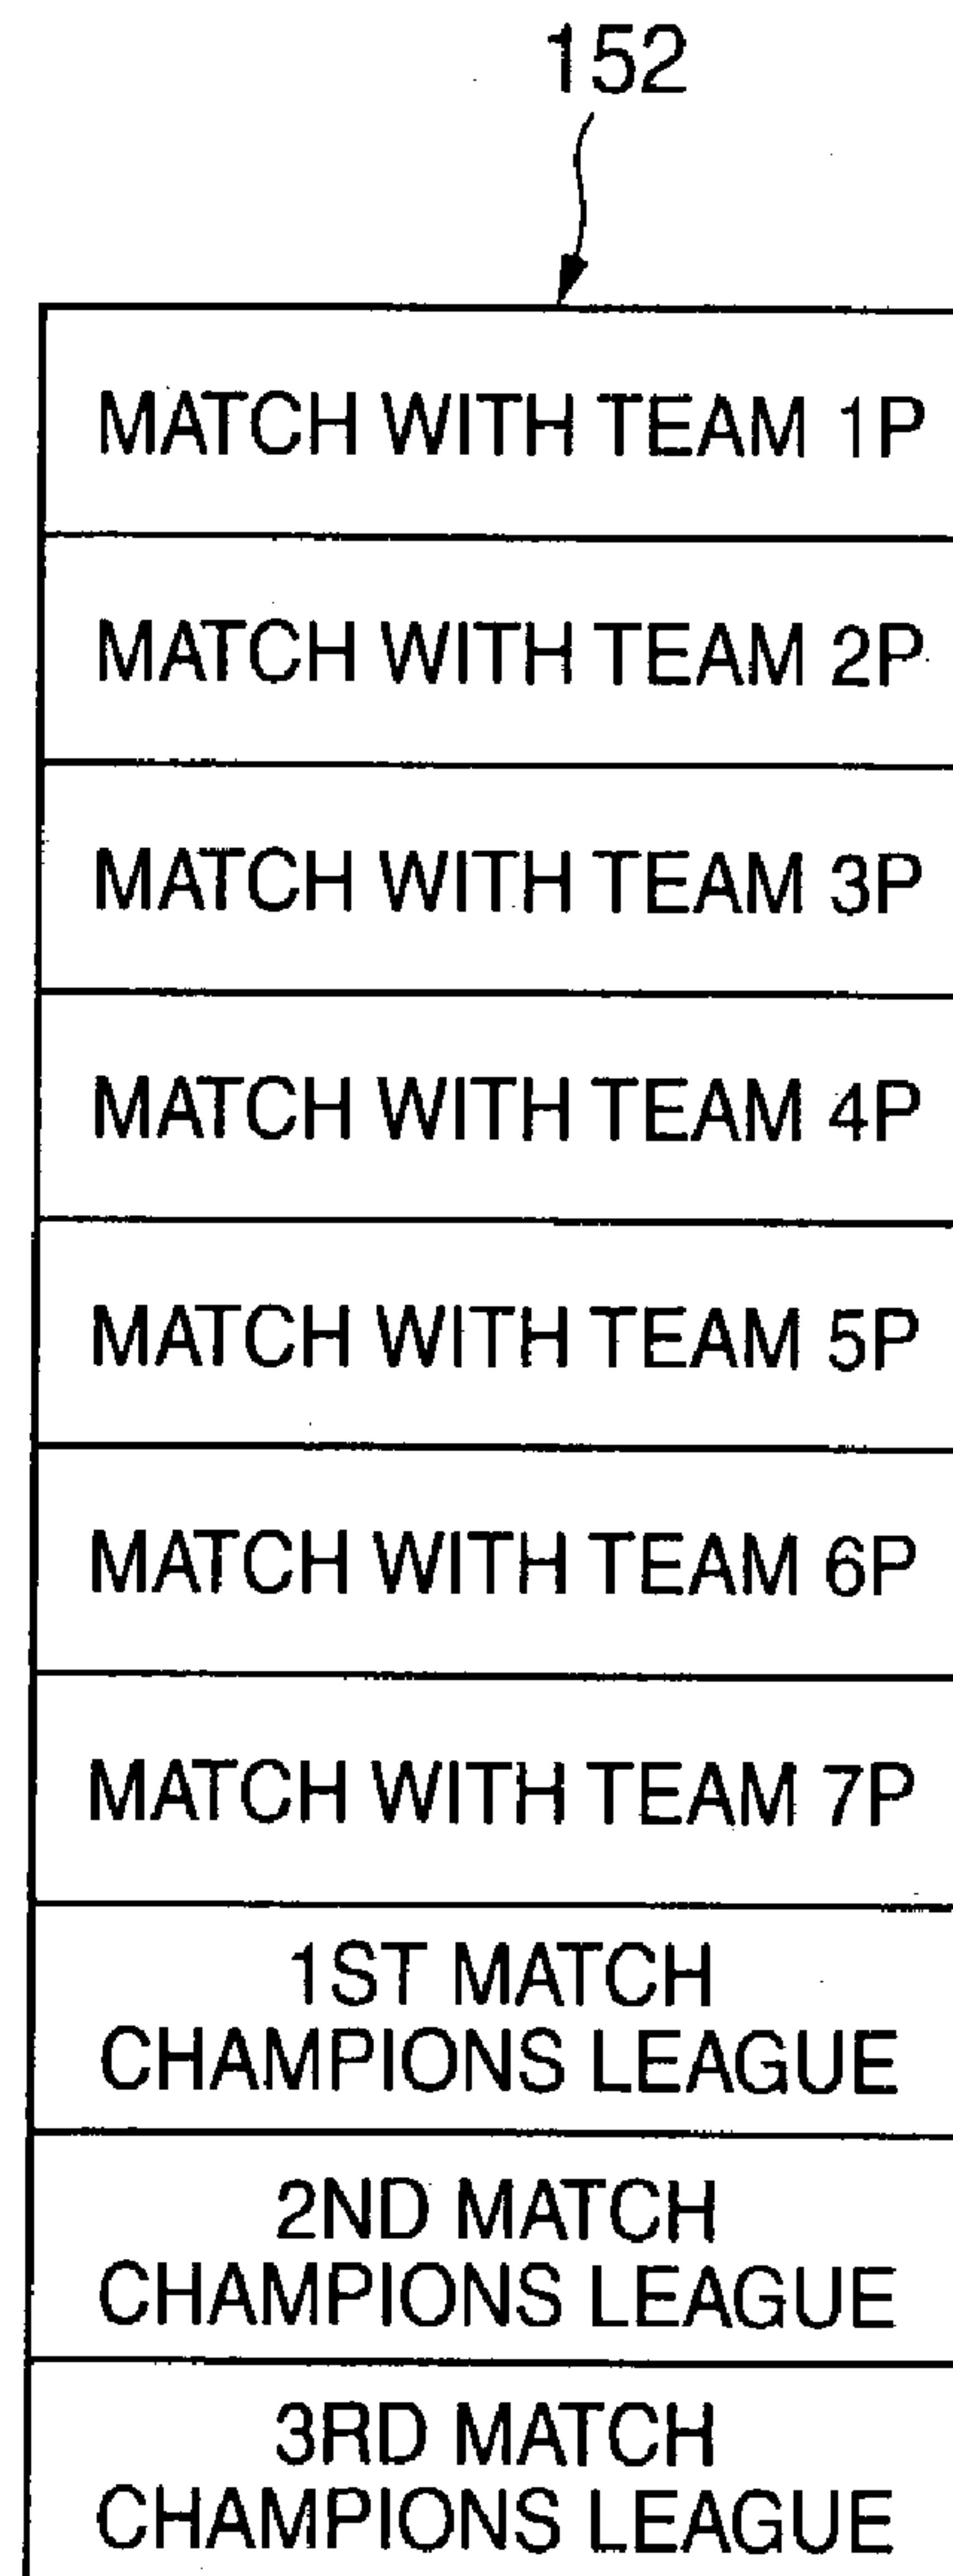 152
MATCH WITH TEAM 1P
MATCH WITH TEAM 2P
MATCH WITH TEAM 3P
MATCH WITH TEAM 4P
MATCH WITH TEAM 5P
MATCH WITH TEAM 6P
MATCH WITH TEAM 7P
1ST MATCH
CHAMPIONS LEAGUE
2ND MATCH
CHAMPIONS LEAGUE
3RD MATCH
CHAMPIONS LEAGUE